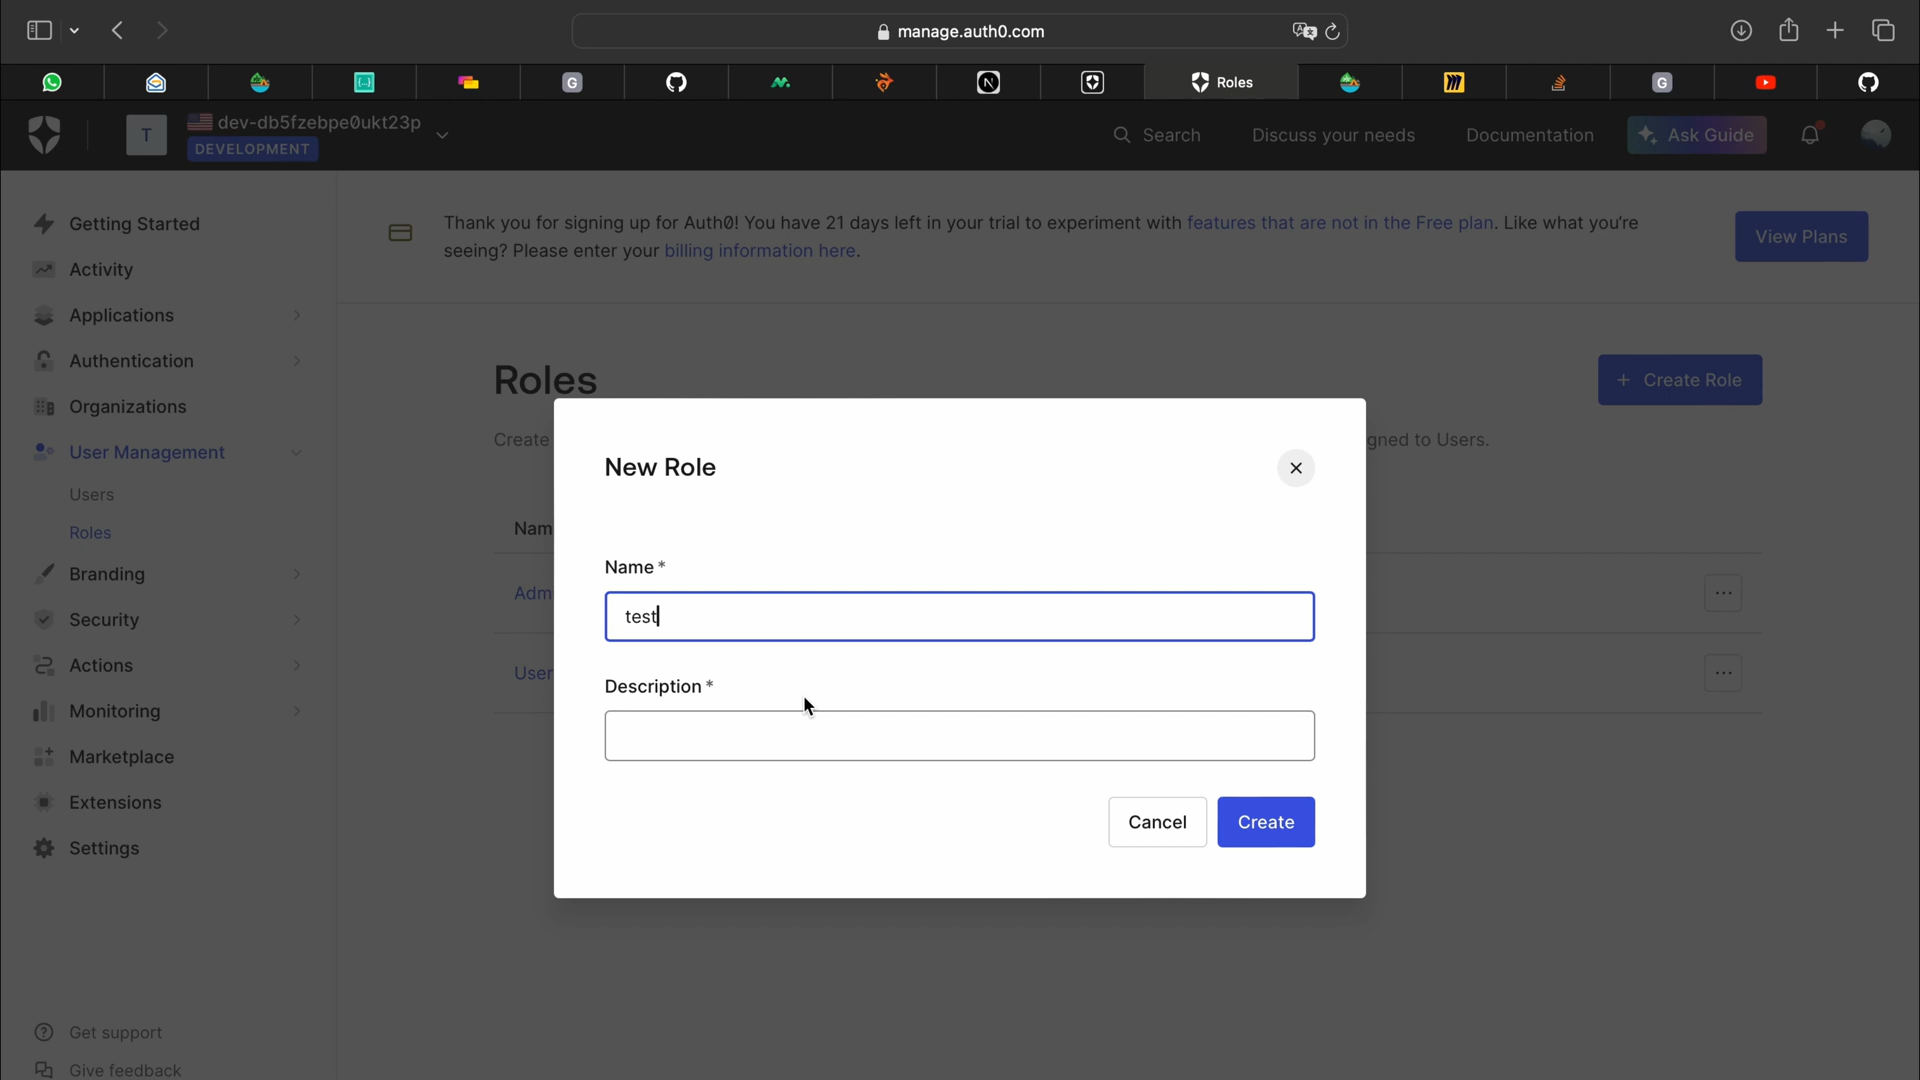 manage.auth0.com
G
N
Roles
G
T
dev-db5fzebpe0ukt23p
DEVELOPMENT
Search
Discuss your needs
Documentation
Ask Guide
Getting Started
Activity
Applications
Authentication
Organizations
User Management
Users
Roles
Branding
Security
Actions
Monitoring
Marketplace
Extensions
Settings
Get support
Give feedback
Thank you for signing up for Auth0! You have 21 days left in your trial to experiment with features that are not in the Free plan. Like what you're
seeing? Please enter your billing information here.
View Plans
Roles
+ Create Role
Create
gned to Users.
Nam
Adm
User
New Role
Name *
test
Description *
Cancel
Create